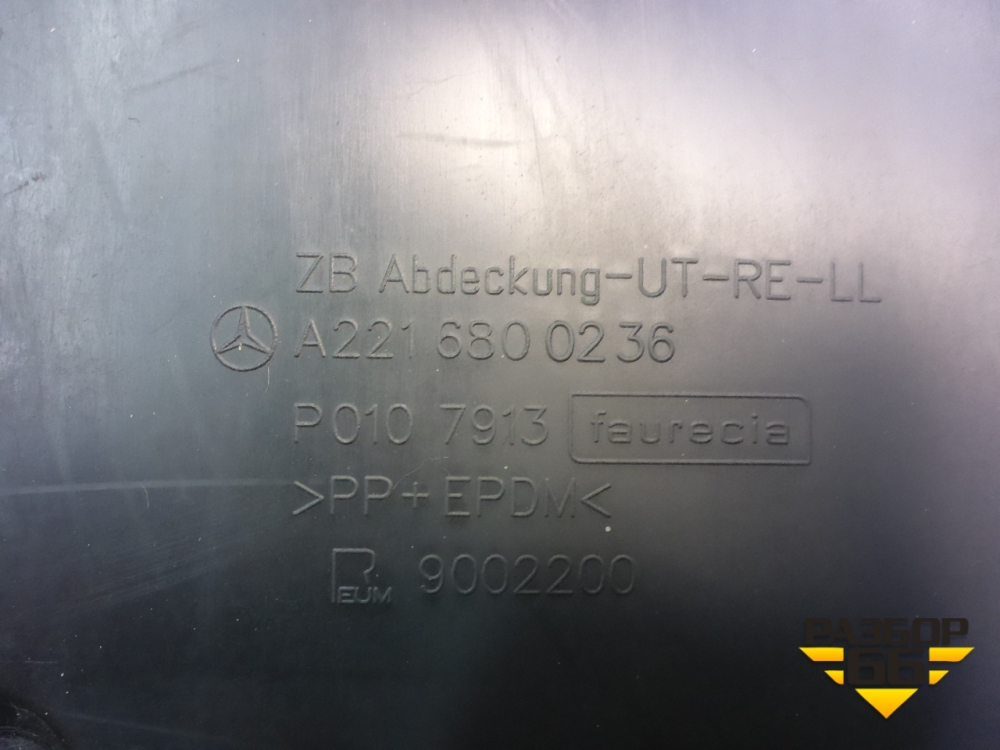 ZB Abdeckung-UT-RE-LL
A221 680 02 36
P010 7913 faurecia
>PP+EPDM<
R EUM 9002200
РАЗБОР
66